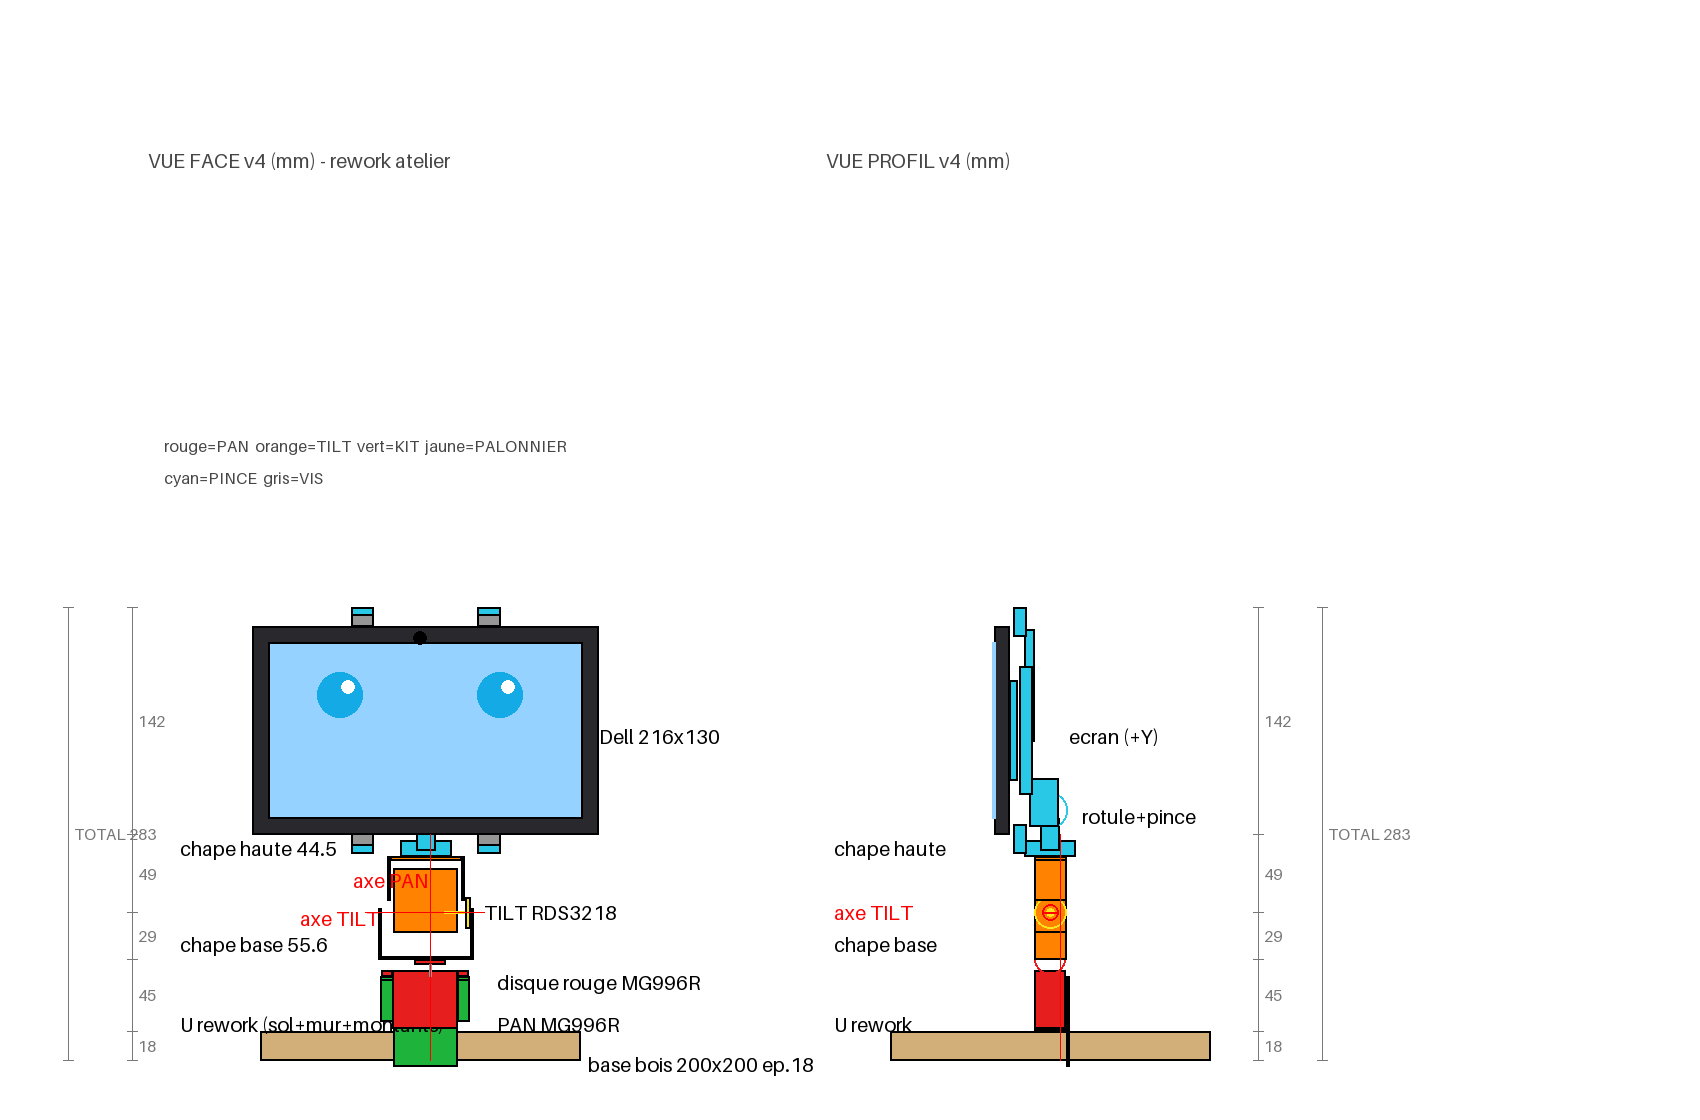 VUE FACE v4 (mm) - rework atelier
VUE PROFIL v4 (mm)
rouge=PAN orange=TILT vert=KIT jaune=PALONNIER
cyan=PINCE gris=VIS
142
Dell 216x130
ecran (+Y)
142
rotule+pince
TOTAL 283
TOTAL 283
chape haute 44.5
chape haute
49
axe PAN
49
axe TILT
TILT RDS3218
axe TILT
29
chape base 55.6
chape base
29
disque rouge MG996R
45
45
U rework (sol+mur+montants)
PAN MG996R
U rework
18
18
base bois 200x200 ep.18